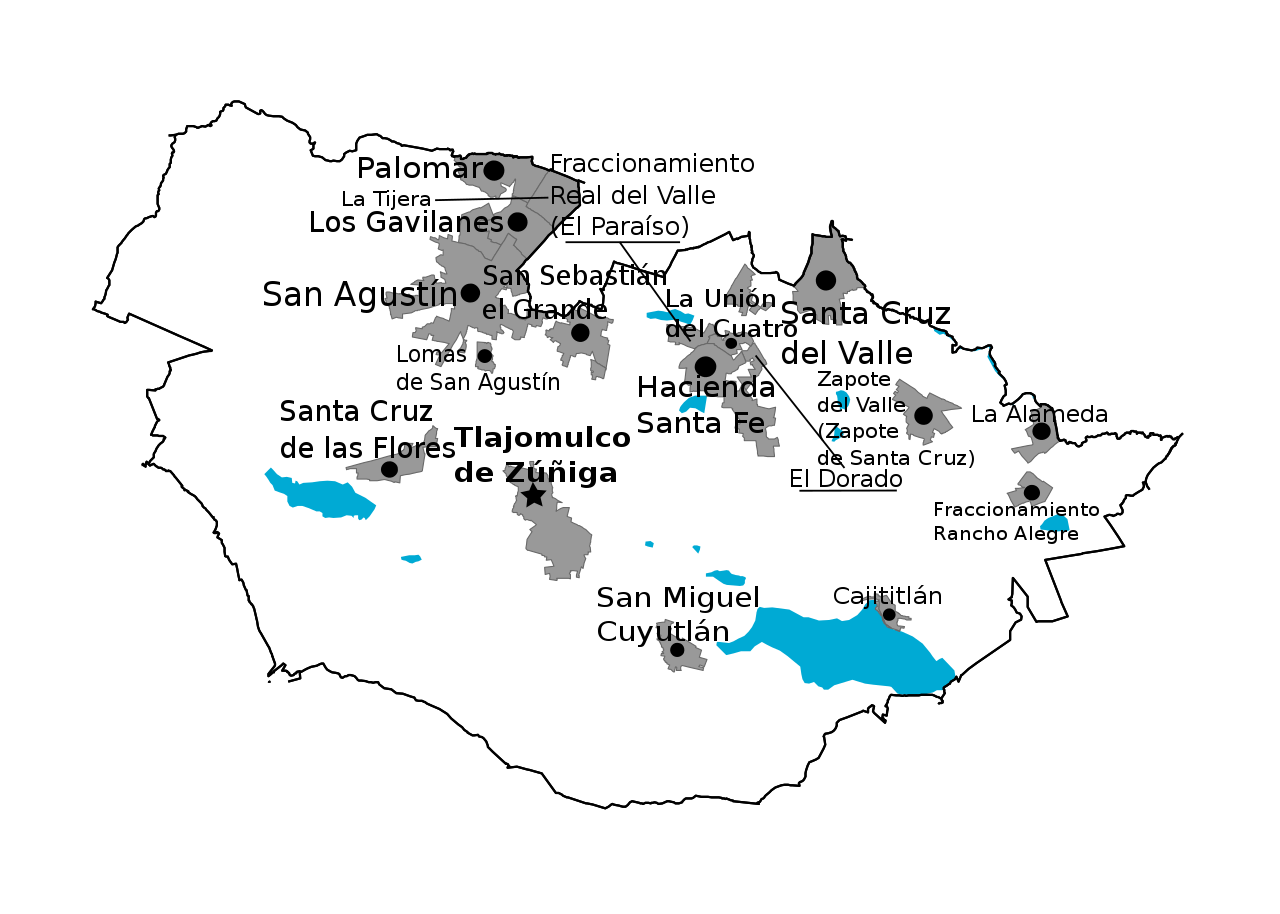 Palomar
La Tijera
Los Gavilanes
Fraccionamiento
Real del Valle
(El Paraíso)
San Agustín
San Sebastián
el Grande
La Unión
del Cuatro
Santa Cruz
del Valle
Lomas
de San Agustín
Hacienda
Santa Fe
Zapote
del Valle
(Zapote
de Santa Cruz)
La Alameda
Santa Cruz
de las Flores
Tlajomulco
de Zúñiga
El Dorado
Fraccionamiento
Rancho Alegre
San Miguel
Cuyutlán
Cajititlán